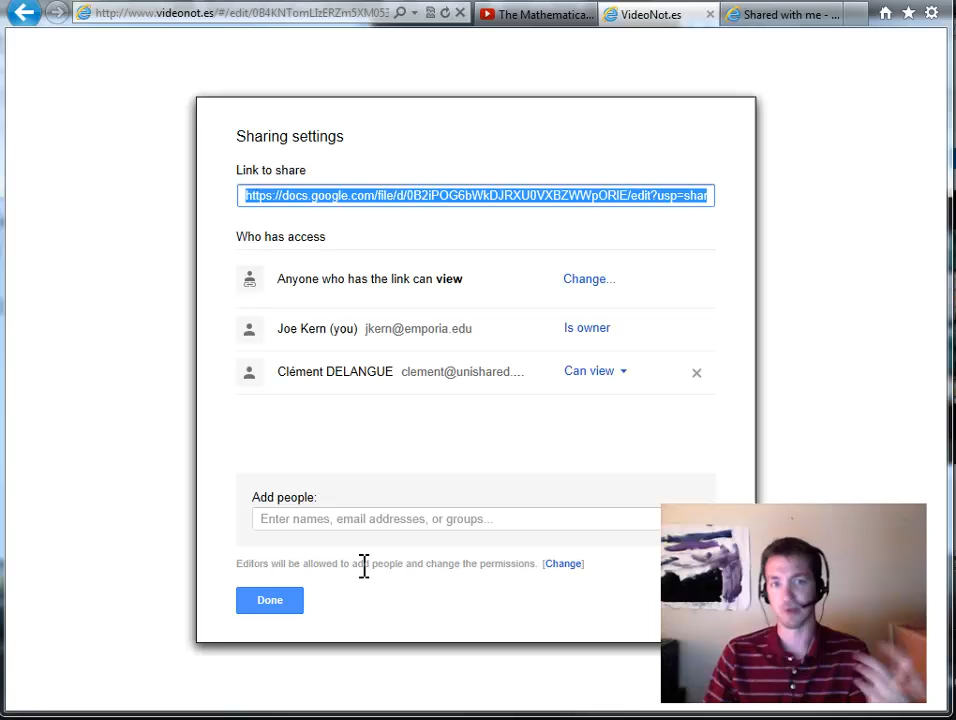 http://www.videonot.es/#/edit/0B4KNTomLIzERZm5XM053
The Mathematica...
VideoNot.es
Shared with me - ...
Sharing settings
Link to share
https://docs.google.com/file/d/0B2iPOG6bWkDJRXU0VXBZWWpORlE/edit?usp=shar
Who has access
Anyone who has the link can view
Change...
Joe Kern (you) jkern@emporia.edu
Is owner
Clément DELANGUE clement@unishared....
Can view
Add people:
Enter names, email addresses, or groups...
Editors will be allowed to add people and change the permissions. [Change]
Done